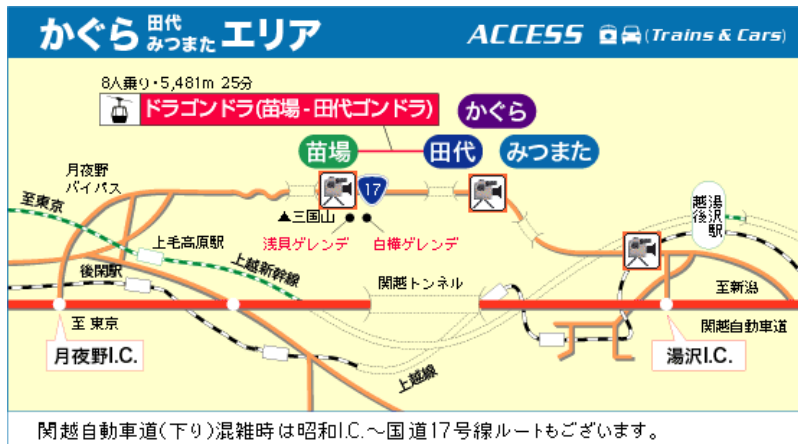 かぐら 田代 みつまた エリア
ACCESS (Trains & Cars)
8人乗り・5,481m 25分
ドラゴンドラ(苗場-田代ゴンドラ)
かぐら
苗場
田代
みつまた
月夜野
バイパス
17
至東京
▲三国山
浅貝ゲレンデ
白樺ゲレンデ
越後湯沢駅
上毛高原駅
後閑駅
上越新幹線
関越トンネル
至新潟
至 東京
関越自動車道
月夜野I.C.
湯沢I.C.
上越線
関越自動車道(下り)混雑時は昭和I.C.〜国道17号線ルートもございます。